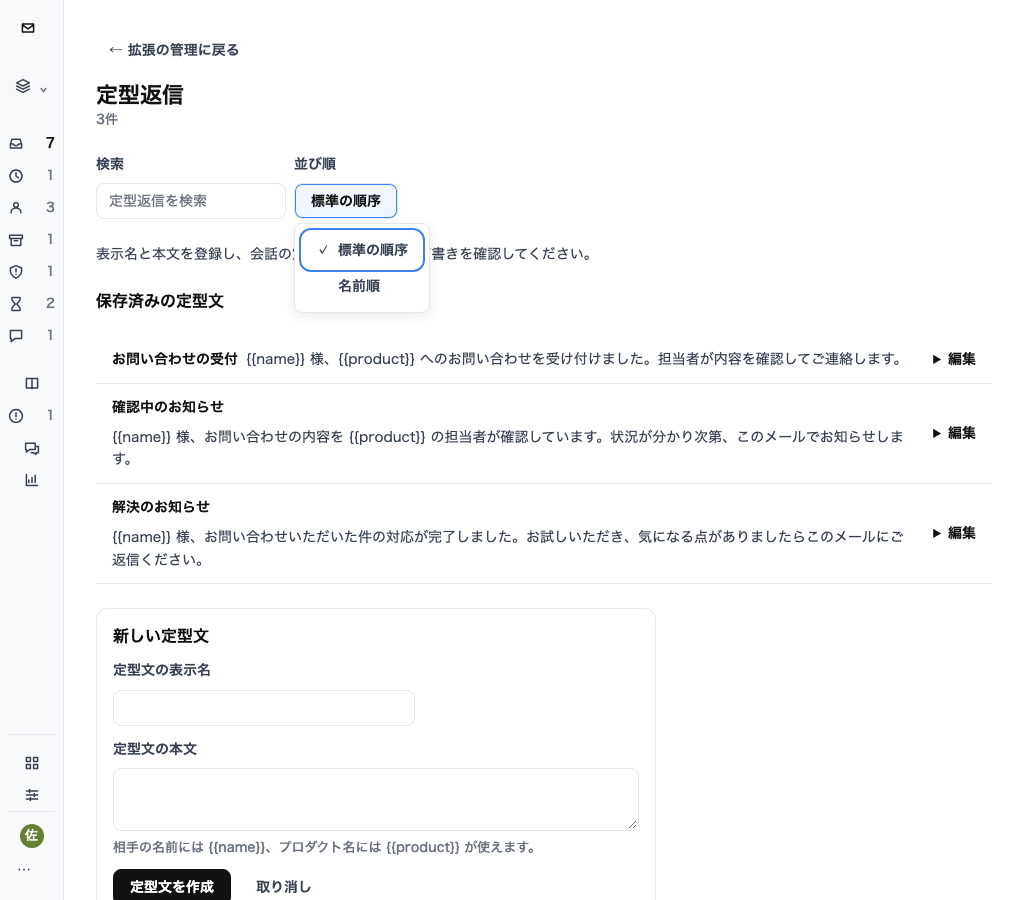 ← 拡張の管理に戻る
定型返信
3件
検索
並び順
定型返信を検索
標準の順序
✓ 標準の順序
名前順
表示名と本文を登録し、会話の
書きを確認してください。
保存済みの定型文
お問い合わせの受付 {{name}} 様、{{product}} へのお問い合わせを受け付けました。担当者が内容を確認してご連絡します。
▶ 編集
確認中のお知らせ
{{name}} 様、お問い合わせの内容を {{product}} の担当者が確認しています。状況が分かり次第、このメールでお知らせしま
す。
▶ 編集
解決のお知らせ
{{name}} 様、お問い合わせいただいた件の対応が完了しました。お試しいただき、気になる点がありましたらこのメールにご
返信ください。
▶ 編集
新しい定型文
定型文の表示名
定型文の本文
相手の名前には {{name}}、プロダクト名には {{product}} が使えます。
定型文を作成
取り消し
7
1
3
1
1
2
1
1
佐
…